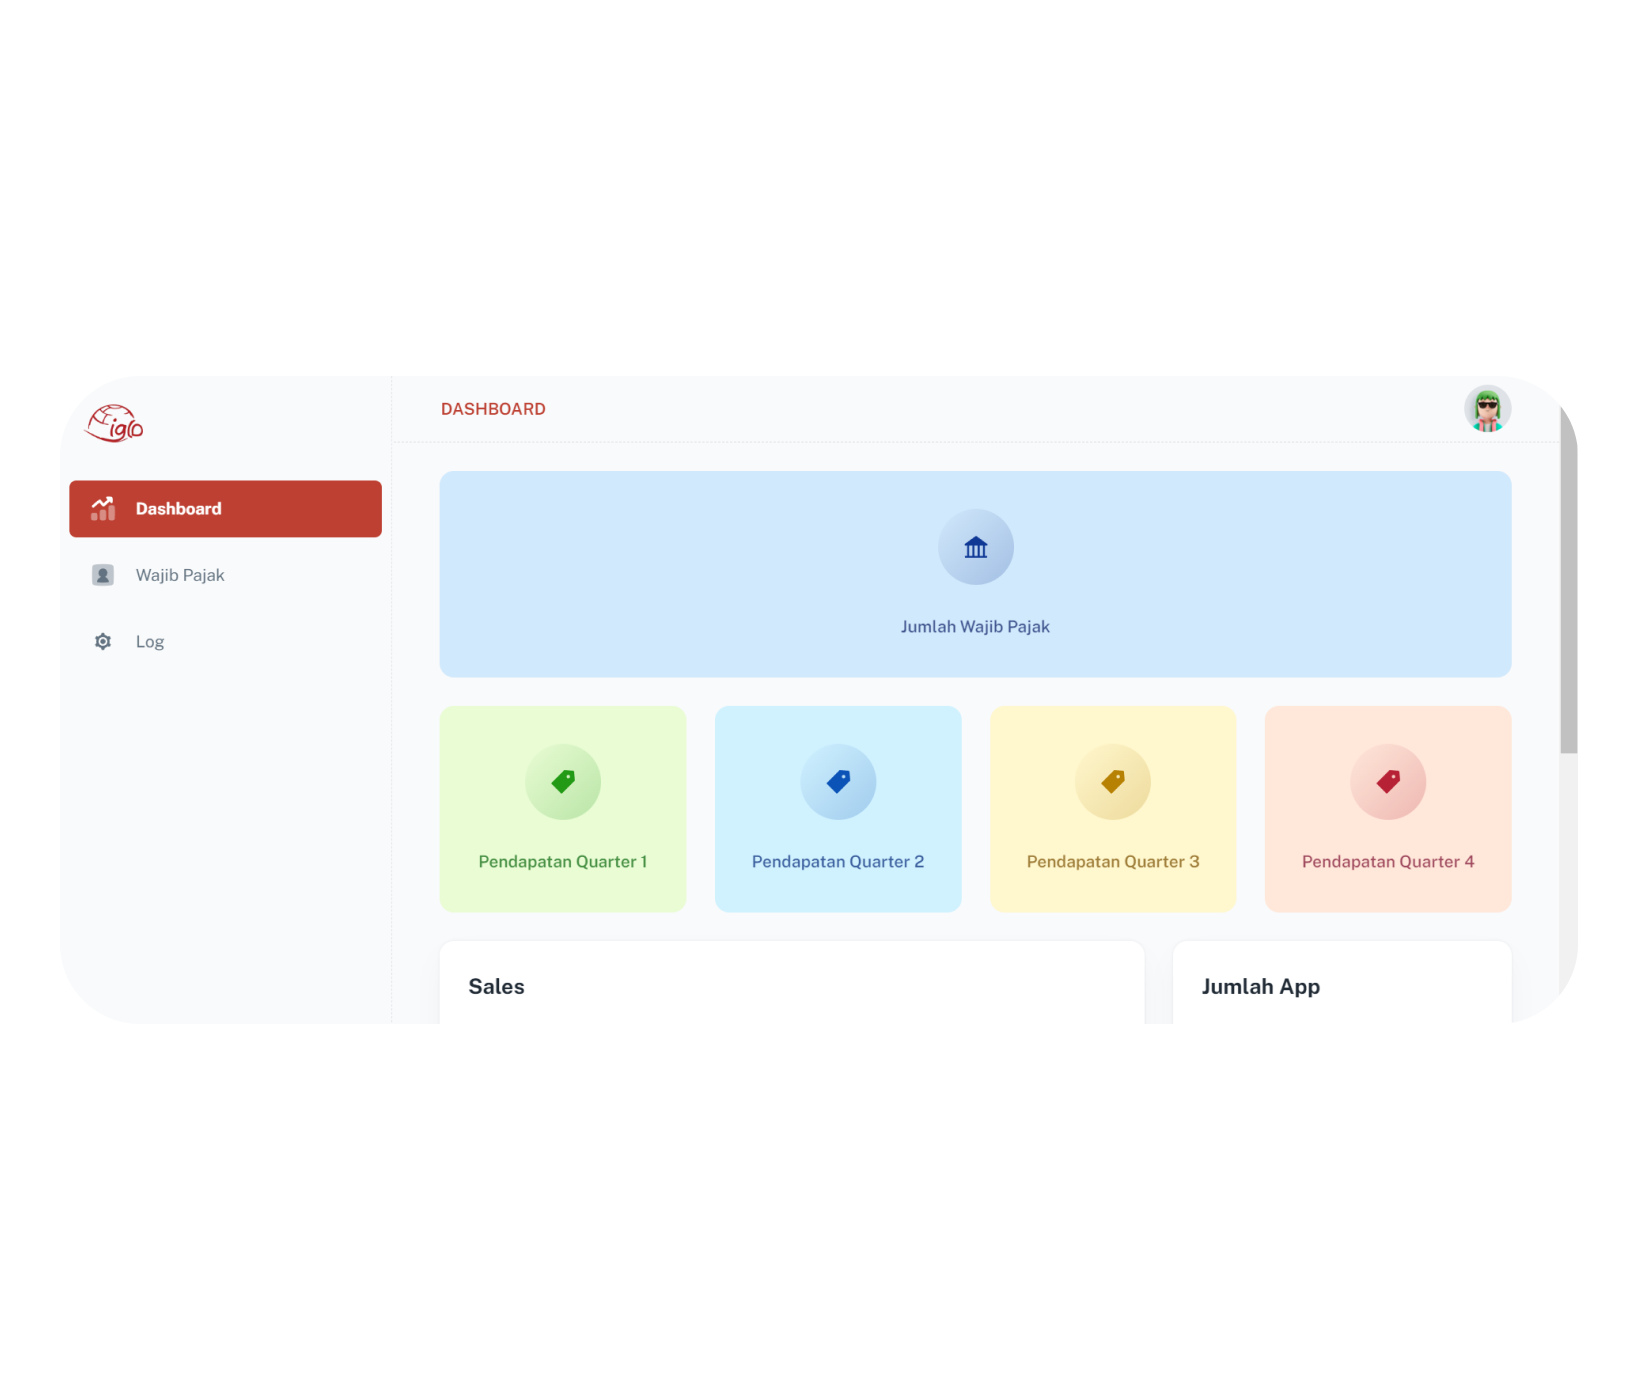 iglo
DASHBOARD
Dashboard
Wajib Pajak
Log
Jumlah Wajib Pajak
Pendapatan Quarter 1
Pendapatan Quarter 2
Pendapatan Quarter 3
Pendapatan Quarter 4
Sales
Jumlah App